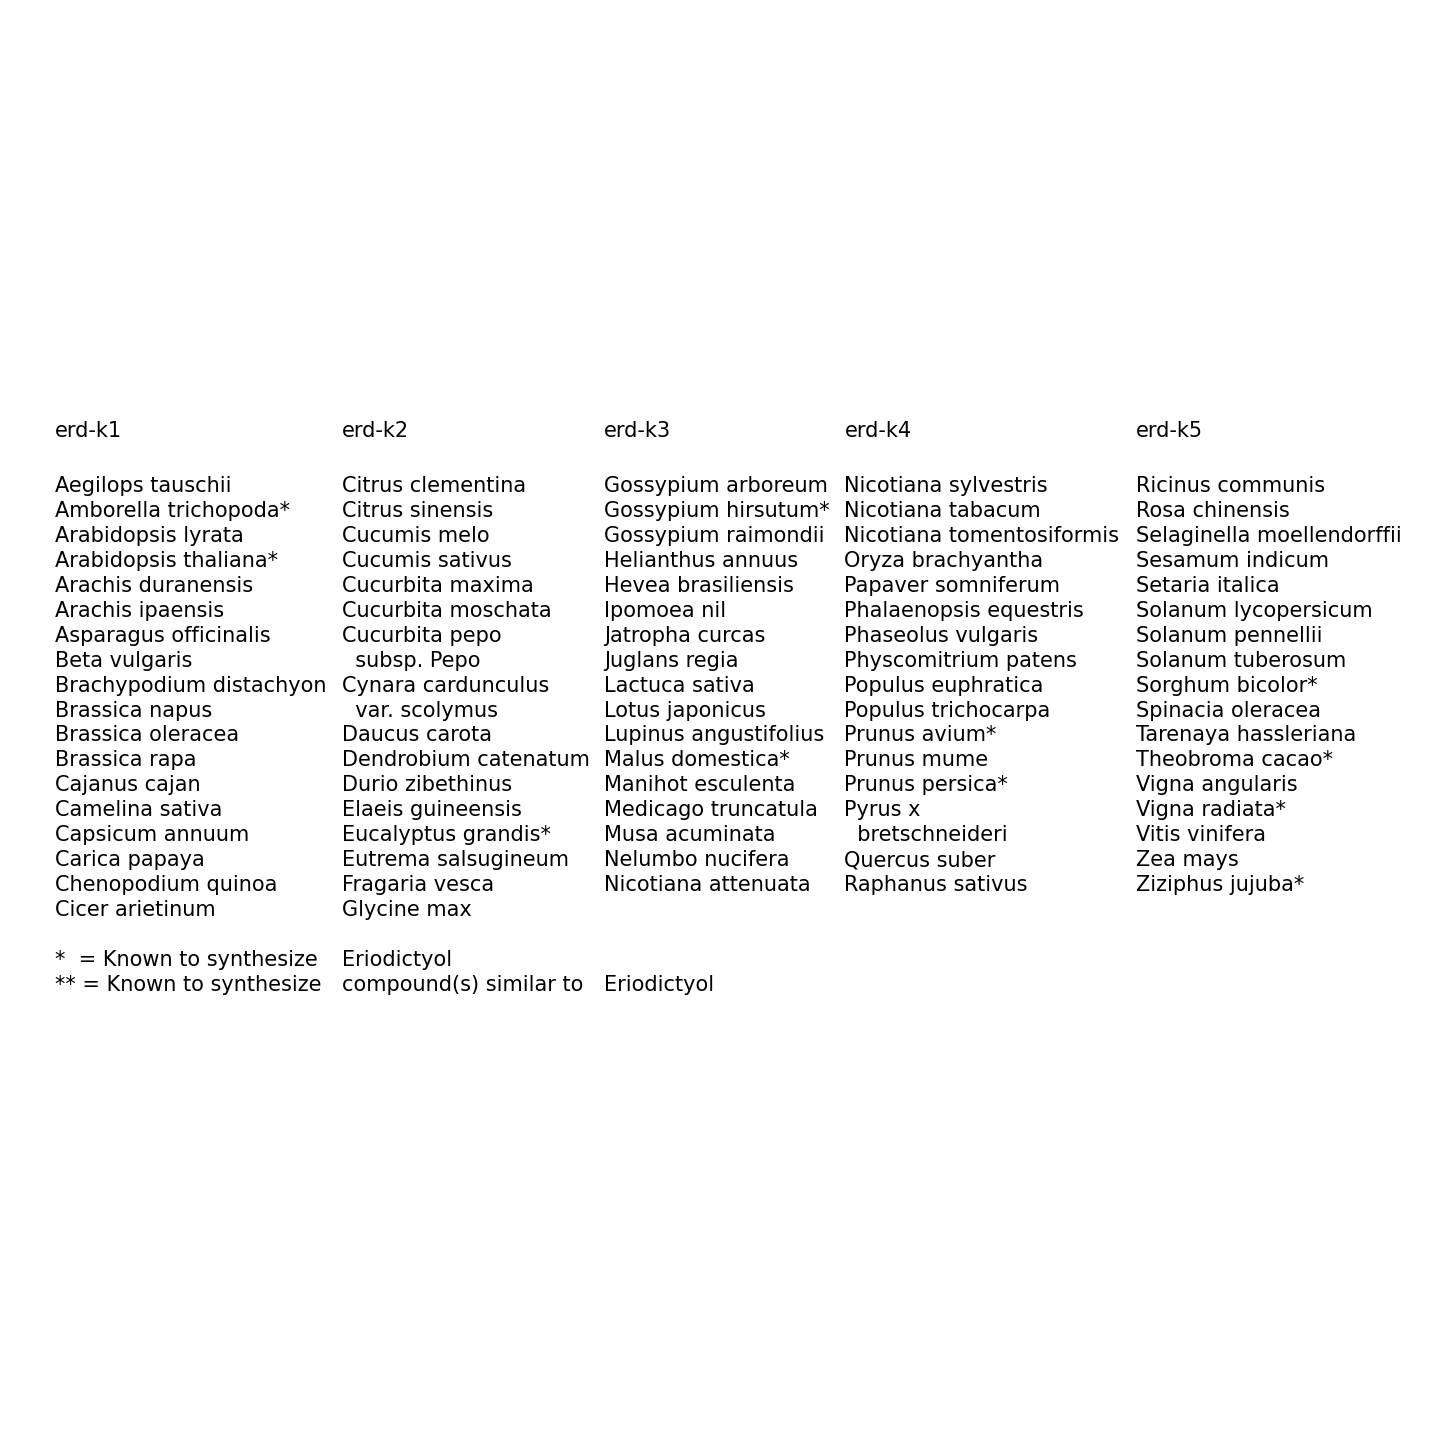 erd-k1
Aegilops tauschii
Amborella trichopoda*
Arabidopsis lyrata
Arabidopsis thaliana*
Arachis duranensis
Arachis ipaensis
Asparagus officinalis
Beta vulgaris
Brachypodium distachyon
Brassica napus
Brassica oleracea
Brassica rapa
Cajanus cajan
Camelina sativa
Capsicum annuum
Carica papaya
Chenopodium quinoa
Cicer arietinum
erd-k2
Citrus clementina
Citrus sinensis
Cucumis melo
Cucumis sativus
Cucurbita maxima
Cucurbita moschata
Cucurbita pepo
subsp. Pepo
Cynara cardunculus
var. scolymus
Daucus carota
Dendrobium catenatum
Durio zibethinus
Elaeis guineensis
Eucalyptus grandis*
Eutrema salsugineum
Fragaria vesca
Glycine max
erd-k3
Gossypium arboreum
Gossypium hirsutum*
Gossypium raimondii
Helianthus annuus
Hevea brasiliensis
Ipomoea nil
Jatropha curcas
Juglans regia
Lactuca sativa
Lotus japonicus
Lupinus angustifolius
Malus domestica*
Manihot esculenta
Medicago truncatula
Musa acuminata
Nelumbo nucifera
Nicotiana attenuata
erd-k4
Nicotiana sylvestris
Nicotiana tabacum
Nicotiana tomentosiformis
Oryza brachyantha
Papaver somniferum
Phalaenopsis equestris
Phaseolus vulgaris
Physcomitrium patens
Populus euphratica
Populus trichocarpa
Prunus avium*
Prunus mume
Prunus persica*
Pyrus x
bretschneideri
Quercus suber
Raphanus sativus
erd-k5
Ricinus communis
Rosa chinensis
Selaginella moellendorffii
Sesamum indicum
Setaria italica
Solanum lycopersicum
Solanum pennellii
Solanum tuberosum
Sorghum bicolor*
Spinacia oleracea
Tarenaya hassleriana
Theobroma cacao*
Vigna angularis
Vigna radiata*
Vitis vinifera
Zea mays
Ziziphus jujuba*
* = Known to synthesize Eriodictyol
** = Known to synthesize compound(s) similar to Eriodictyol